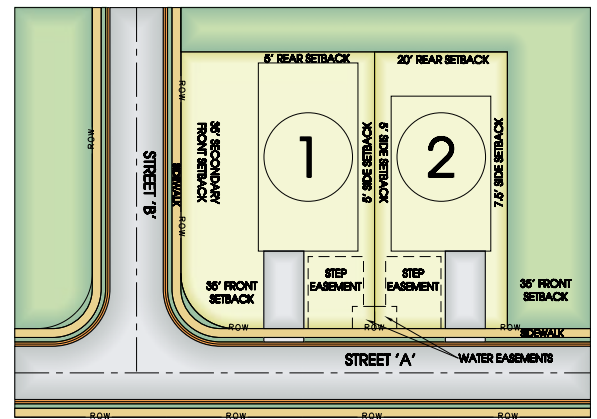 5' REAR SETBACK
20' REAR SETBACK
ROW
ROW
35' SECONDARY
FRONT SETBACK
1
5' SIDE SETBACK
5' SIDE SETBACK
2
7.5' SIDE SETBACK
STREET 'B'
SIDEWALK
ROW
35' FRONT
SETBACK
STEP
EASEMENT
STEP
EASEMENT
35' FRONT
SETBACK
ROW
ROW
ROW
SIDEWALK
STREET 'A'
WATER EASEMENTS
ROW
ROW
ROW
ROW